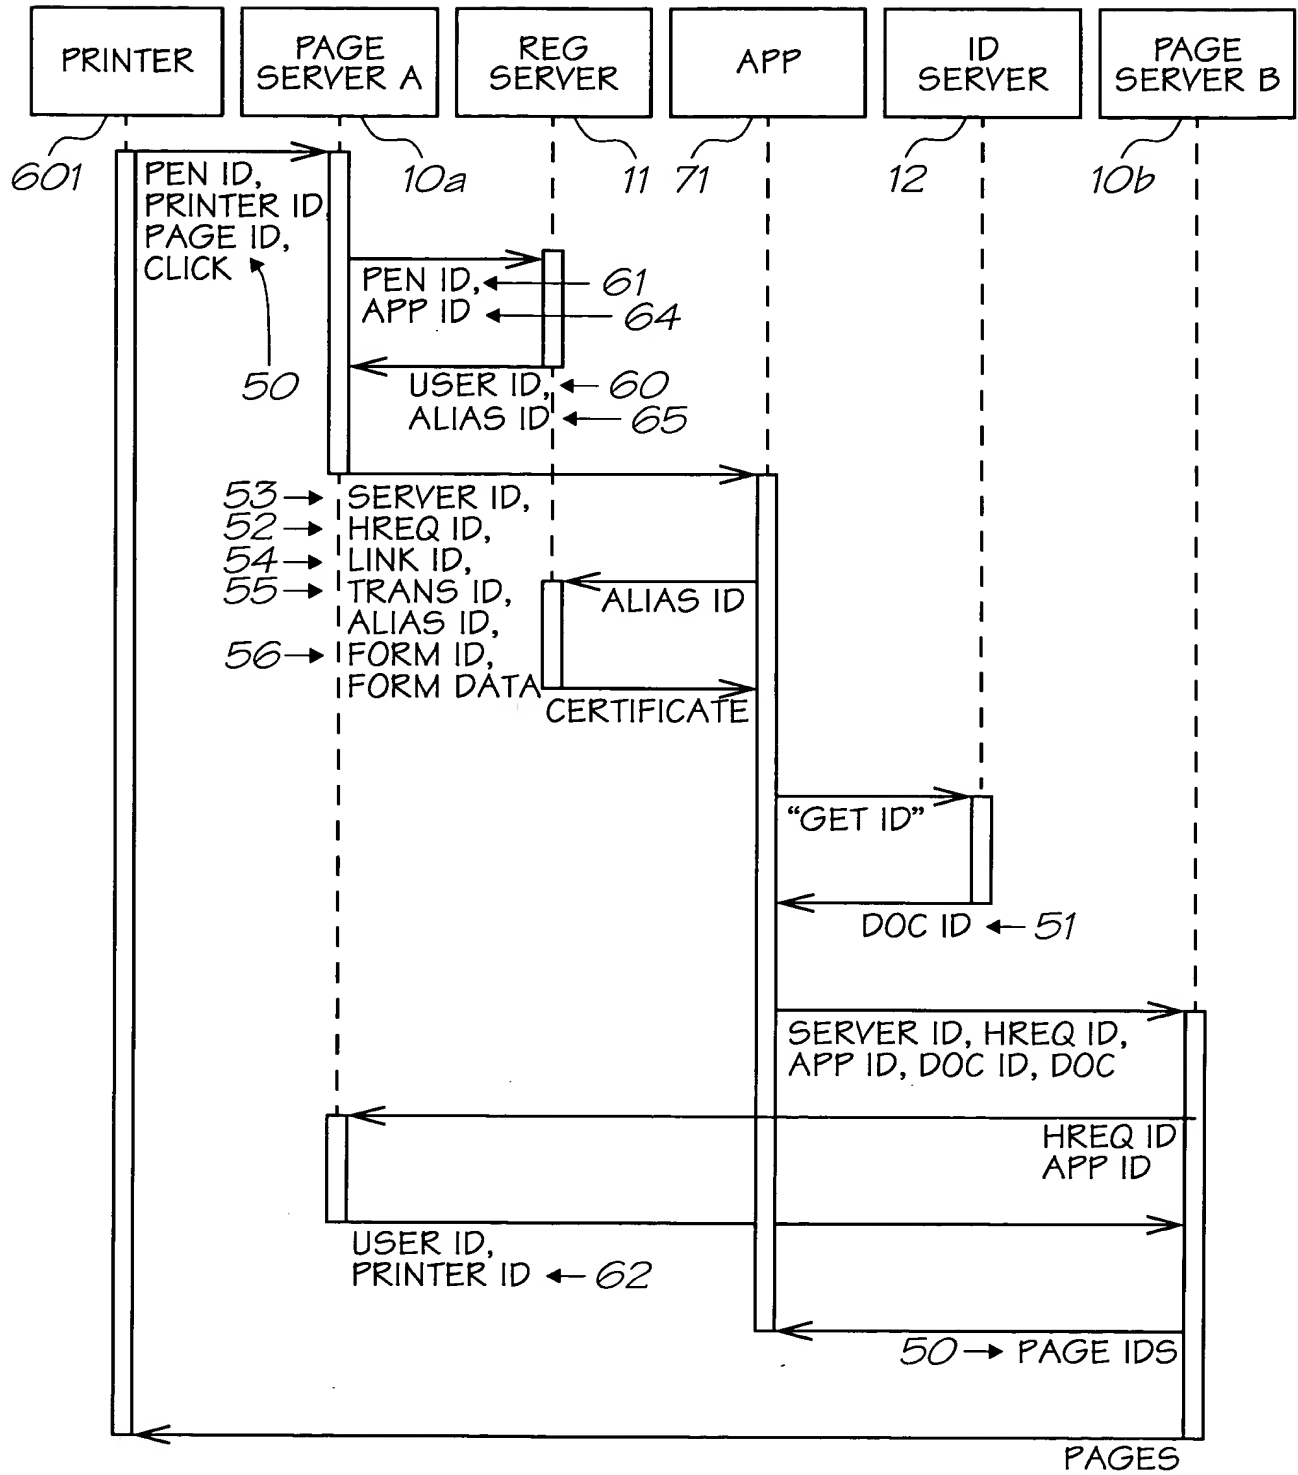 PRINTER
PAGE
SERVER A
REG
SERVER
APP
ID
SERVER
PAGE
SERVER B
601
10a
11
71
12
10b
PEN ID,
PRINTER ID
PAGE ID,
CLICK
50
PEN ID,
61
APP ID
64
USER ID,
60
ALIAS ID
65
53
SERVER ID,
52
HREQ ID,
54
LINK ID,
55
TRANS ID,
ALIAS ID,
56
FORM ID,
FORM DATA
ALIAS ID
CERTIFICATE
“GET ID”
DOC ID
51
SERVER ID, HREQ ID,
APP ID, DOC ID, DOC
HREQ ID
APP ID
USER ID,
PRINTER ID
62
50
PAGE IDS
PAGES